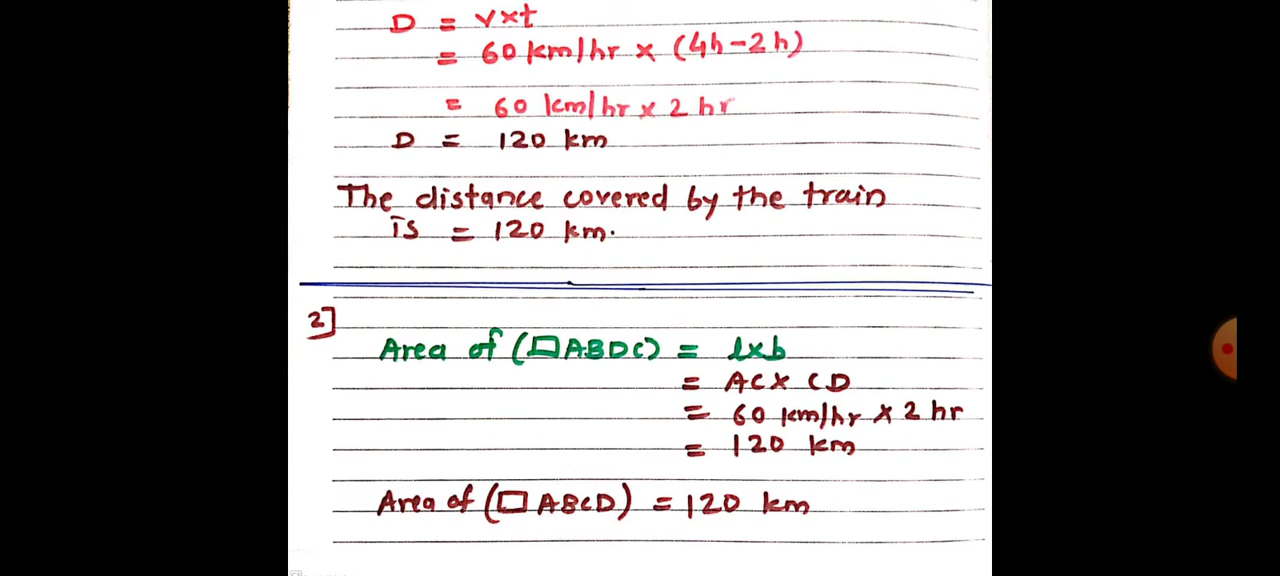 D = v×t
= 60 km/hr × (4h-2h)
= 60 km/hr × 2 hr
D = 120 km
The distance covered by the train
is = 120 km.
2]
Area of (□ABDC) = l×b
= AC× CD
= 60 km/hr × 2 hr
= 120 km
Area of (□ ABCD) = 120 km